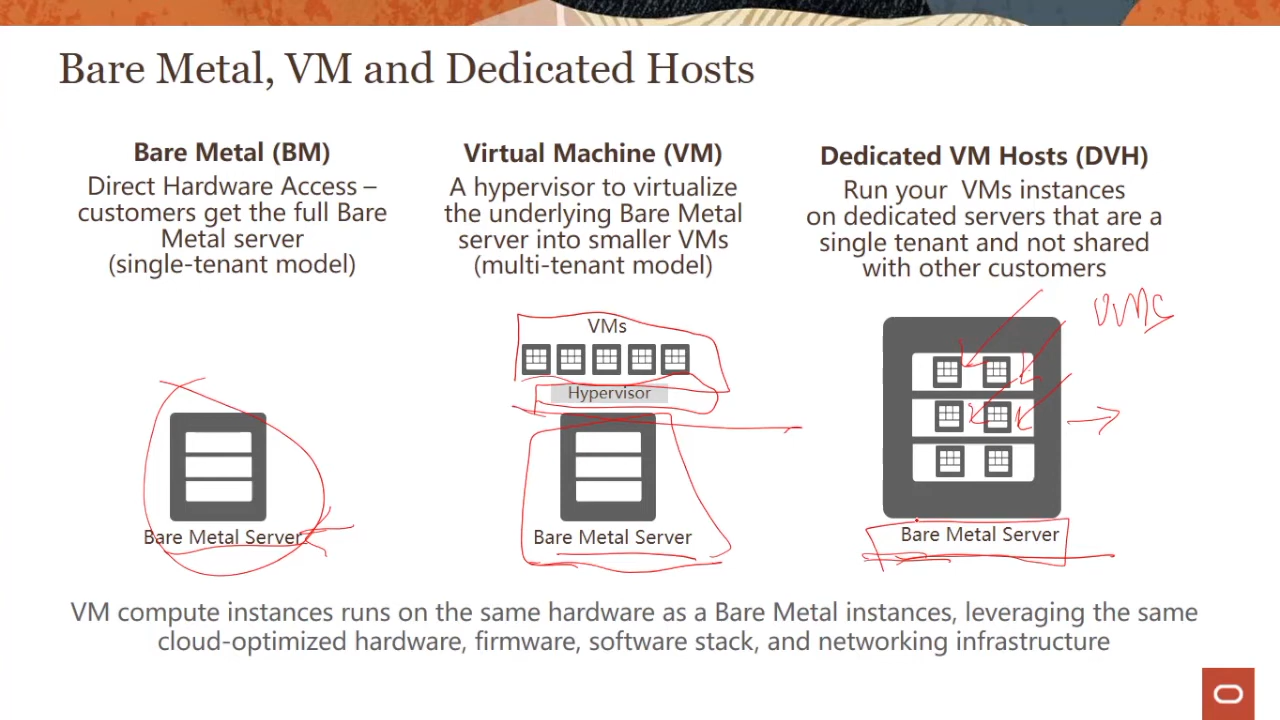 Bare Metal, VM and Dedicated Hosts
Bare Metal (BM)
Direct Hardware Access –
customers get the full Bare
Metal server
(single-tenant model)
Bare Metal Server
Virtual Machine (VM)
A hypervisor to virtualize
the underlying Bare Metal
server into smaller VMs
(multi-tenant model)
VMs
Hypervisor
Bare Metal Server
Dedicated VM Hosts (DVH)
Run your VMs instances
on dedicated servers that are a
single tenant and not shared
with other customers
VMs
Bare Metal Server
VM compute instances runs on the same hardware as a Bare Metal instances, leveraging the same
cloud-optimized hardware, firmware, software stack, and networking infrastructure